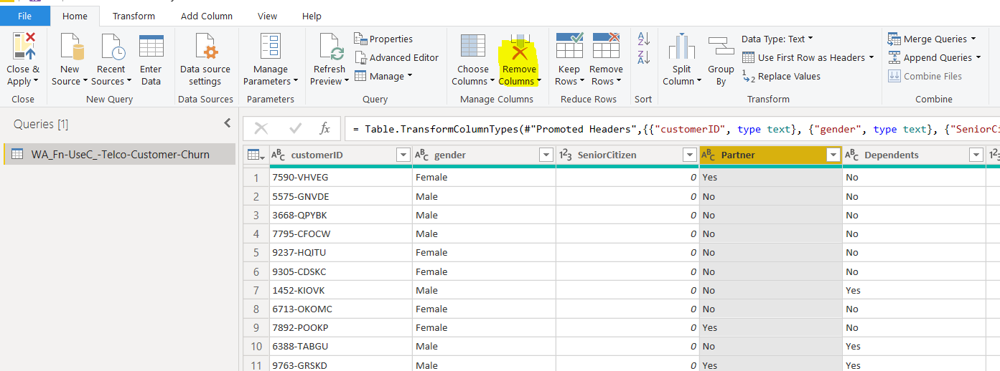 File Home Transform Add Column View Help
Close & Apply New Source Recent Sources Enter Data Data source settings Manage Parameters Refresh Preview Properties Advanced Editor Manage Choose Columns Remove Columns Keep Rows Remove Rows A Z Z A Split Column Group By Data Type: Text Use First Row as Headers 1 2 Replace Values Merge Queries Append Queries Combine Files
Close New Query Data Sources Parameters Query Manage Columns Reduce Rows Sort Transform Combine
Queries [1]
fx = Table.TransformColumnTypes(#"Promoted Headers",{{"customerID", type text}, {"gender", type text}, {"SeniorCi
WA_Fn-UseC_-Telco-Customer-Churn
ABC customerID ABC gender 123 SeniorCitizen ABC Partner ABC Dependents
1 7590-VHVEG Female 0 Yes No
2 5575-GNVDE Male 0 No No
3 3668-QPYBK Male 0 No No
4 7795-CFOCW Male 0 No No
5 9237-HQITU Female 0 No No
6 9305-CDSKC Female 0 No No
7 1452-KIOVK Male 0 No Yes
8 6713-OKOMC Female 0 No No
9 7892-POOKP Female 0 Yes No
10 6388-TABGU Male 0 No Yes
11 9763-GRSKD Male 0 Yes Yes